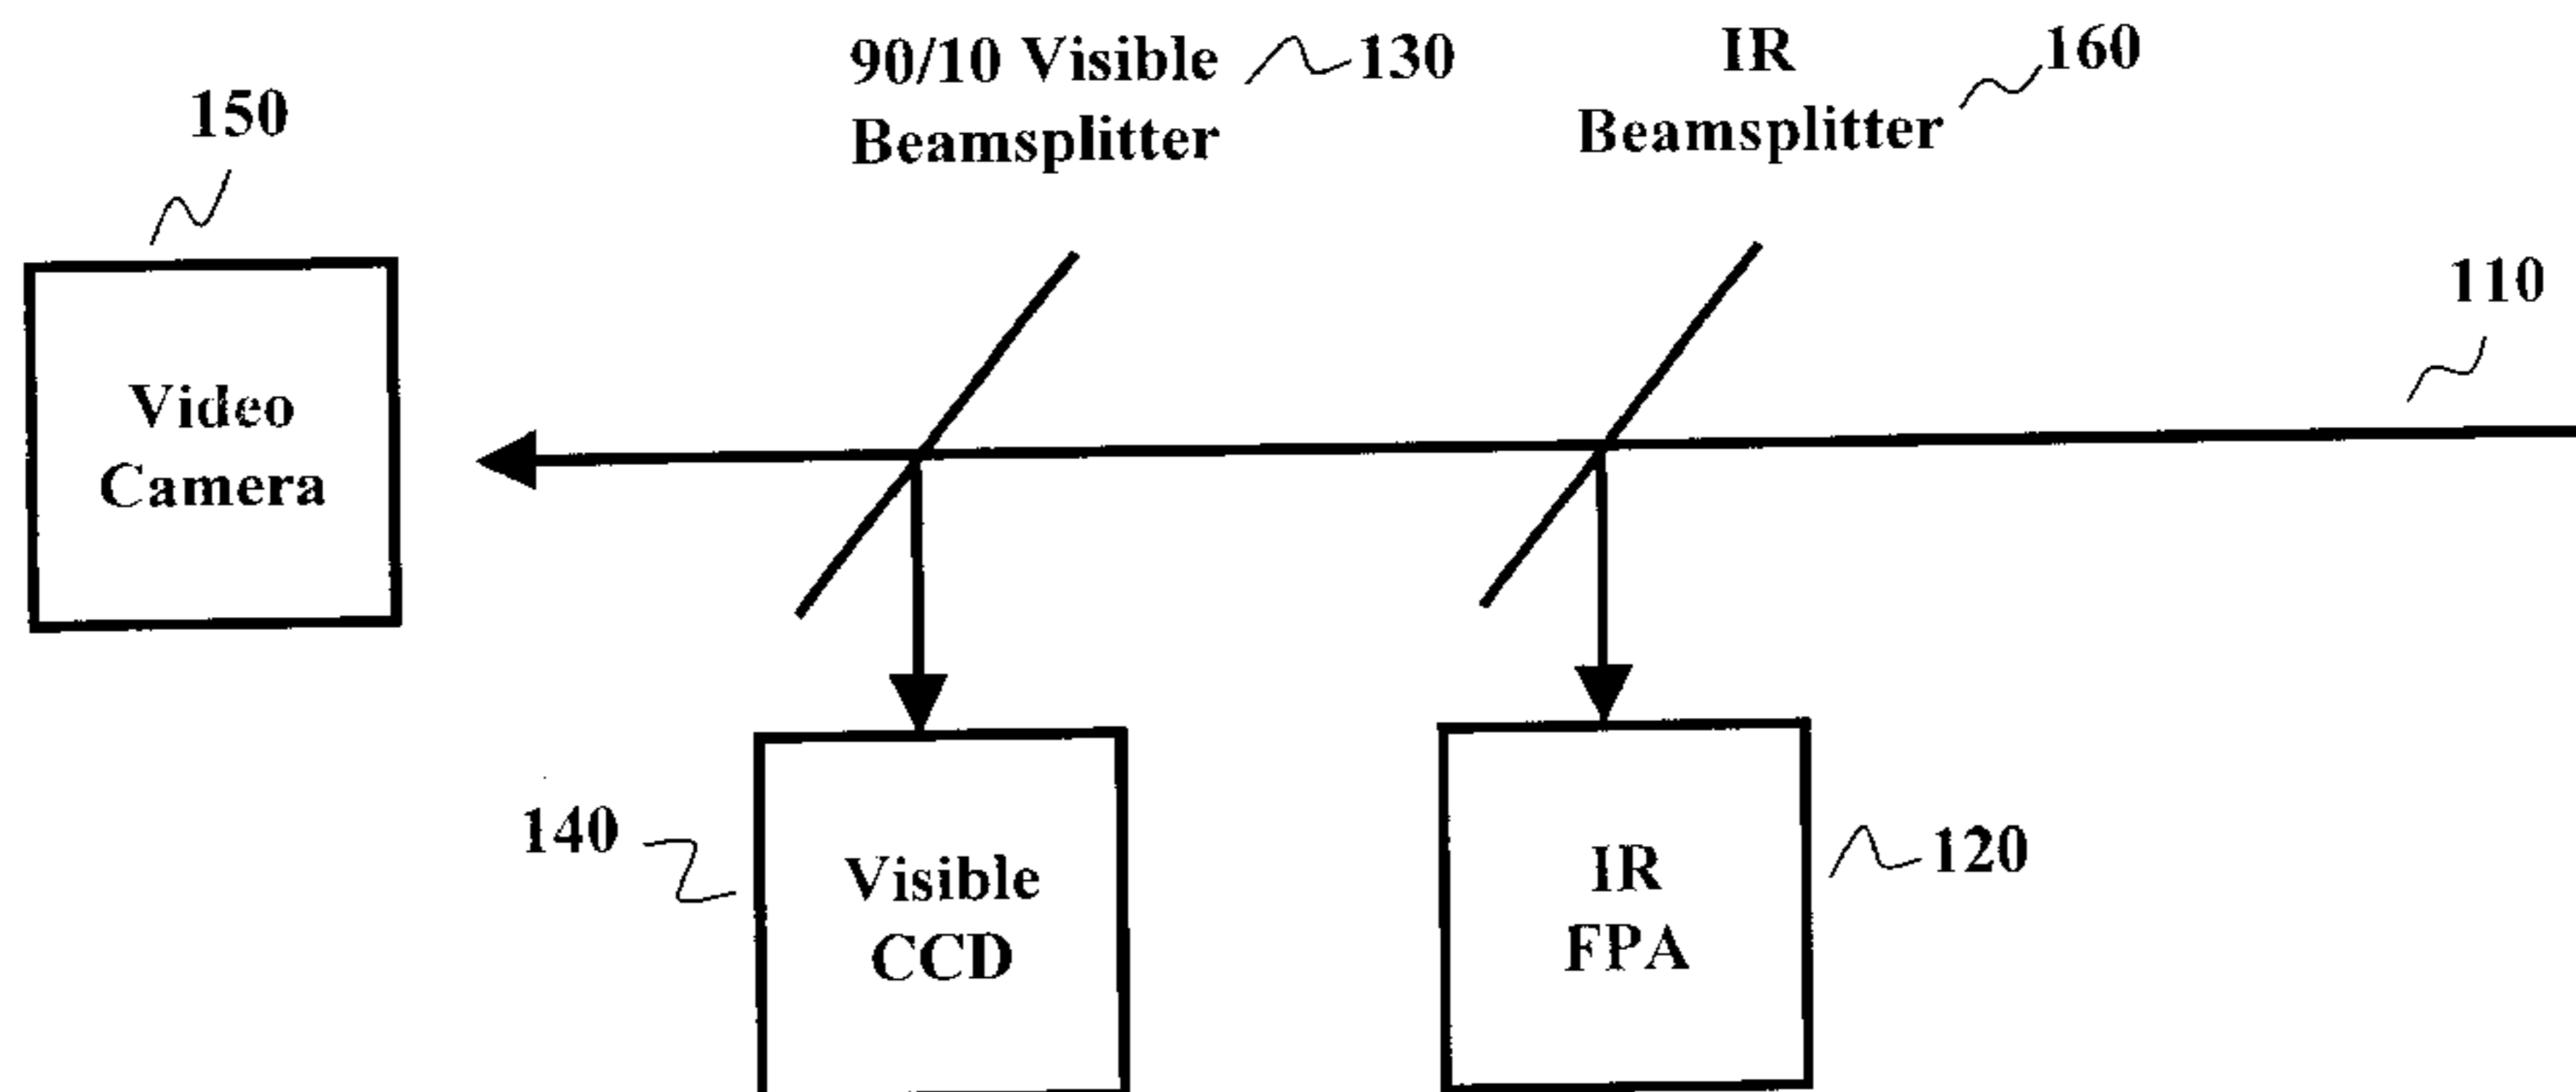 90/10 Visible
Beamsplitter
130
IR
Beamsplitter
160
150
110
Video
Camera
140
Visible
CCD
IR
FPA
120